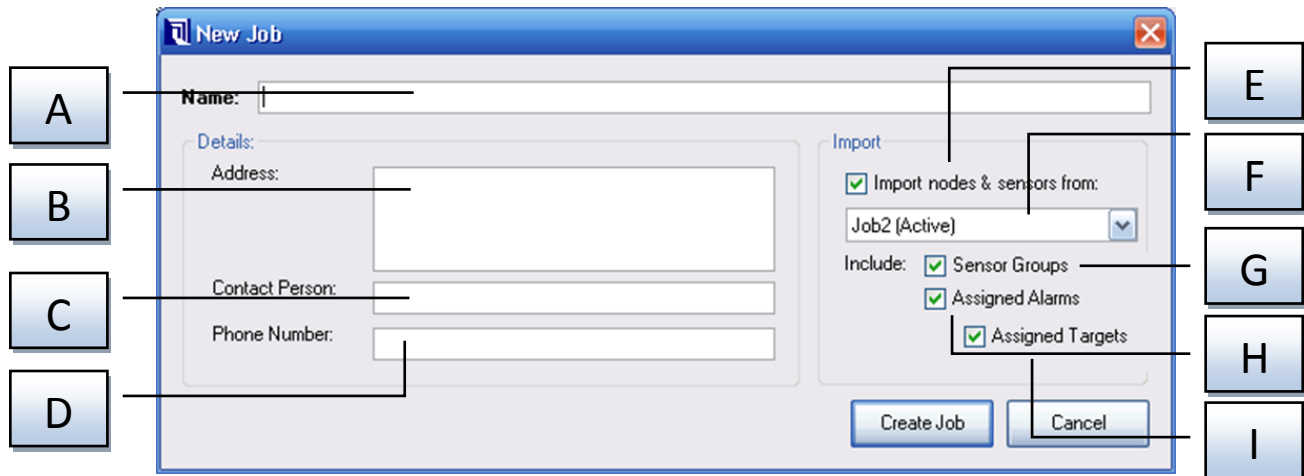 New Job
A
Name:
E
Details:
Import
Address:
B
Import nodes & sensors from:
F
Job2 (Active)
Include:
Sensor Groups
G
Contact Person:
C
Assigned Alarms
Phone Number:
Assigned Targets
H
D
Create Job
Cancel
I